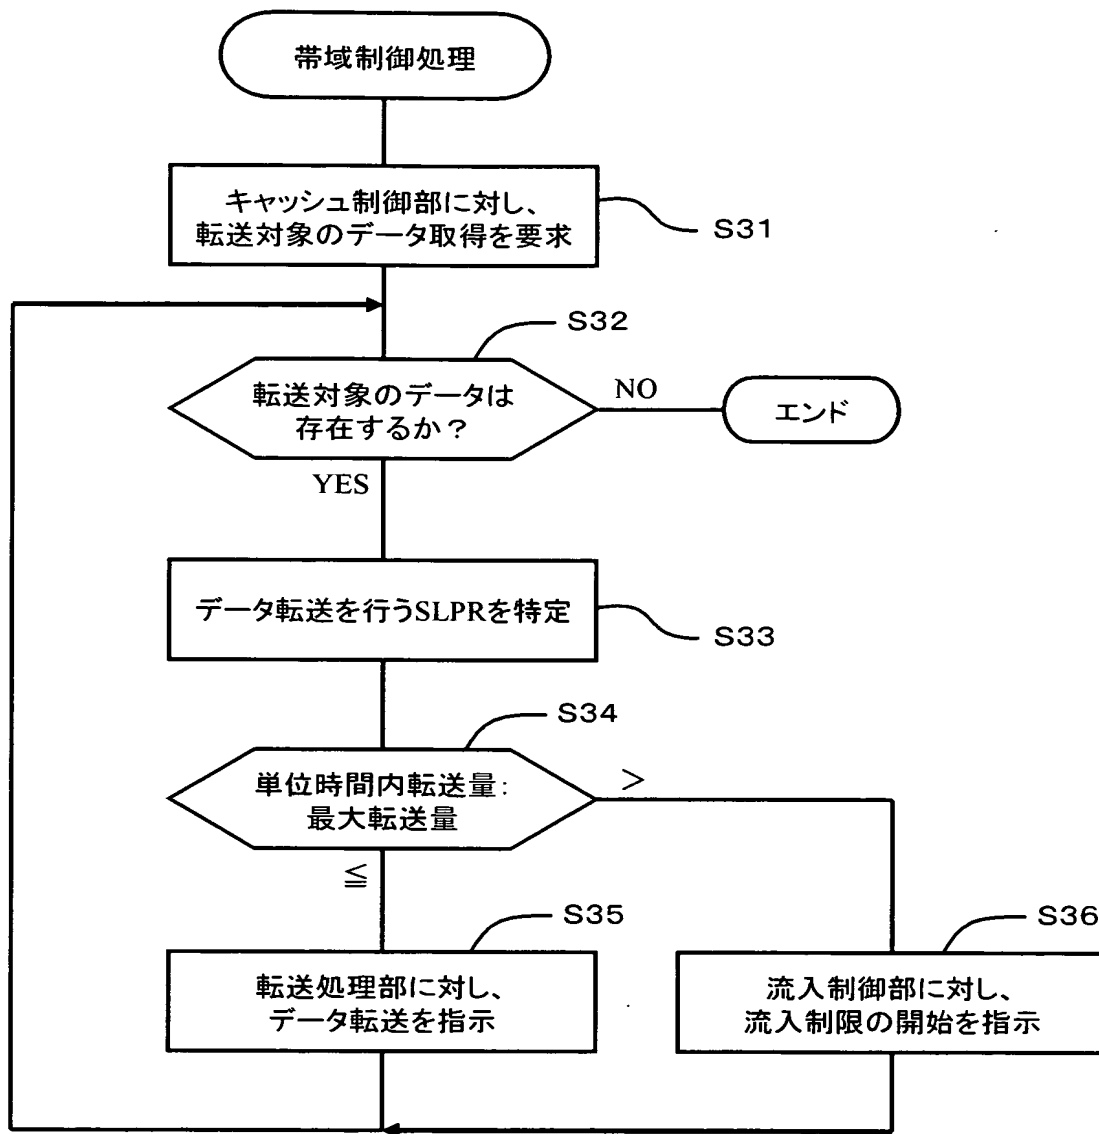 帯域制御処理
キャッシュ制御部に対し、
転送対象のデータ取得を要求
S31
S32
転送対象のデータは
存在するか？
NO
エンド
YES
データ転送を行うSLPRを特定
S33
S34
単位時間内転送量：
最大転送量
＞
≦
S35
転送処理部に対し、
データ転送を指示
S36
流入制御部に対し、
流入制限の開始を指示